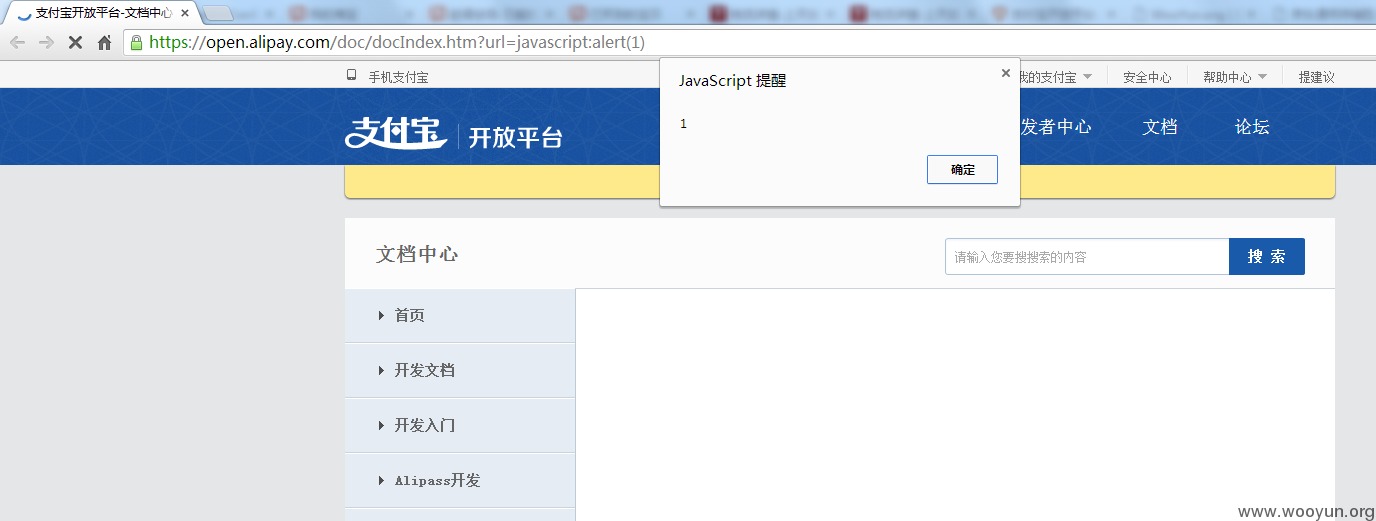 支付宝开放平台-文档中心
https://open.alipay.com/doc/docIndex.htm?url=javascript:alert(1)
手机支付宝
我的支付宝
安全中心
帮助中心
提建议
支付宝 | 开放平台
发者中心
文档
论坛
JavaScript 提醒
1
确定
文档中心
请输入您要搜搜索的内容
搜 索
首页
开发文档
开发入门
Alipass开发
www.wooyun.org